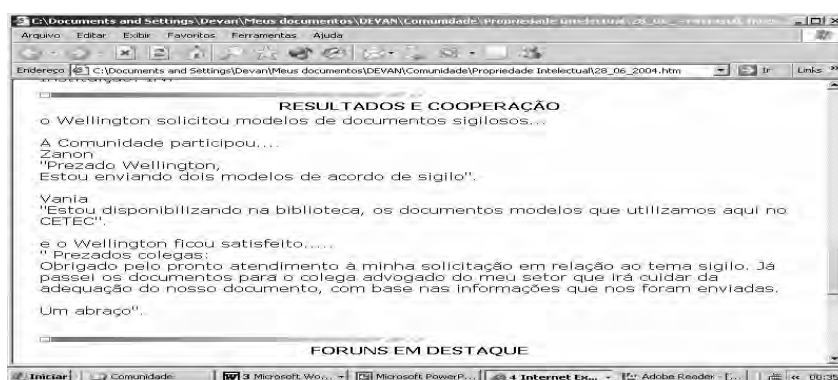 C:\Documents and Settings\Devan\Meus documentos\DEVAN\Comunidade\Propriedade
Arquivo Editar Exibir Favoritos Ferramentas Ajuda
Endereço C:\Documents and Settings\Devan\Meus documentos\DEVAN\Comunidade\Propriedade Intelectual\28_06_2004.htm Ir Links »
RESULTADOS E COOPERAÇÃO
o Wellington solicitou modelos de documentos sigilosos...
A Comunidade participou....
Zanon
"Prezado Wellington,
Estou enviando dois modelos de acordo de sigilo".
Vania
"Estou disponibilizando na biblioteca, os documentos modelos que utilizamos aqui no
CETEC".
e o Wellington ficou satisfeito.....
" Prezados colegas:
Obrigado pelo pronto atendimento à minha solicitação em relação ao tema sigilo. Já
passei os documentos para o colega advogado do meu setor que irá cuidar da
adequação do nosso documento, com base nas informações que nos foram enviadas.
Um abraço".
FORUNS EM DESTAQUE
Iniciar Comunidade 3 Microsoft Wo... Microsoft PowerP... 4 Internet Ex... Adobe Reader - [...